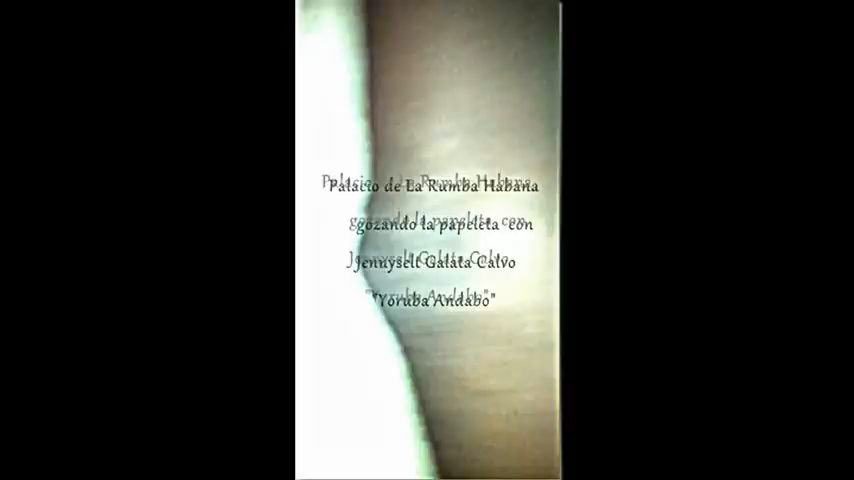 Palacio de La Rumba Habana
gozando la papeleta con
Jennyselt Galata Calvo
"Yoruba Andabo"